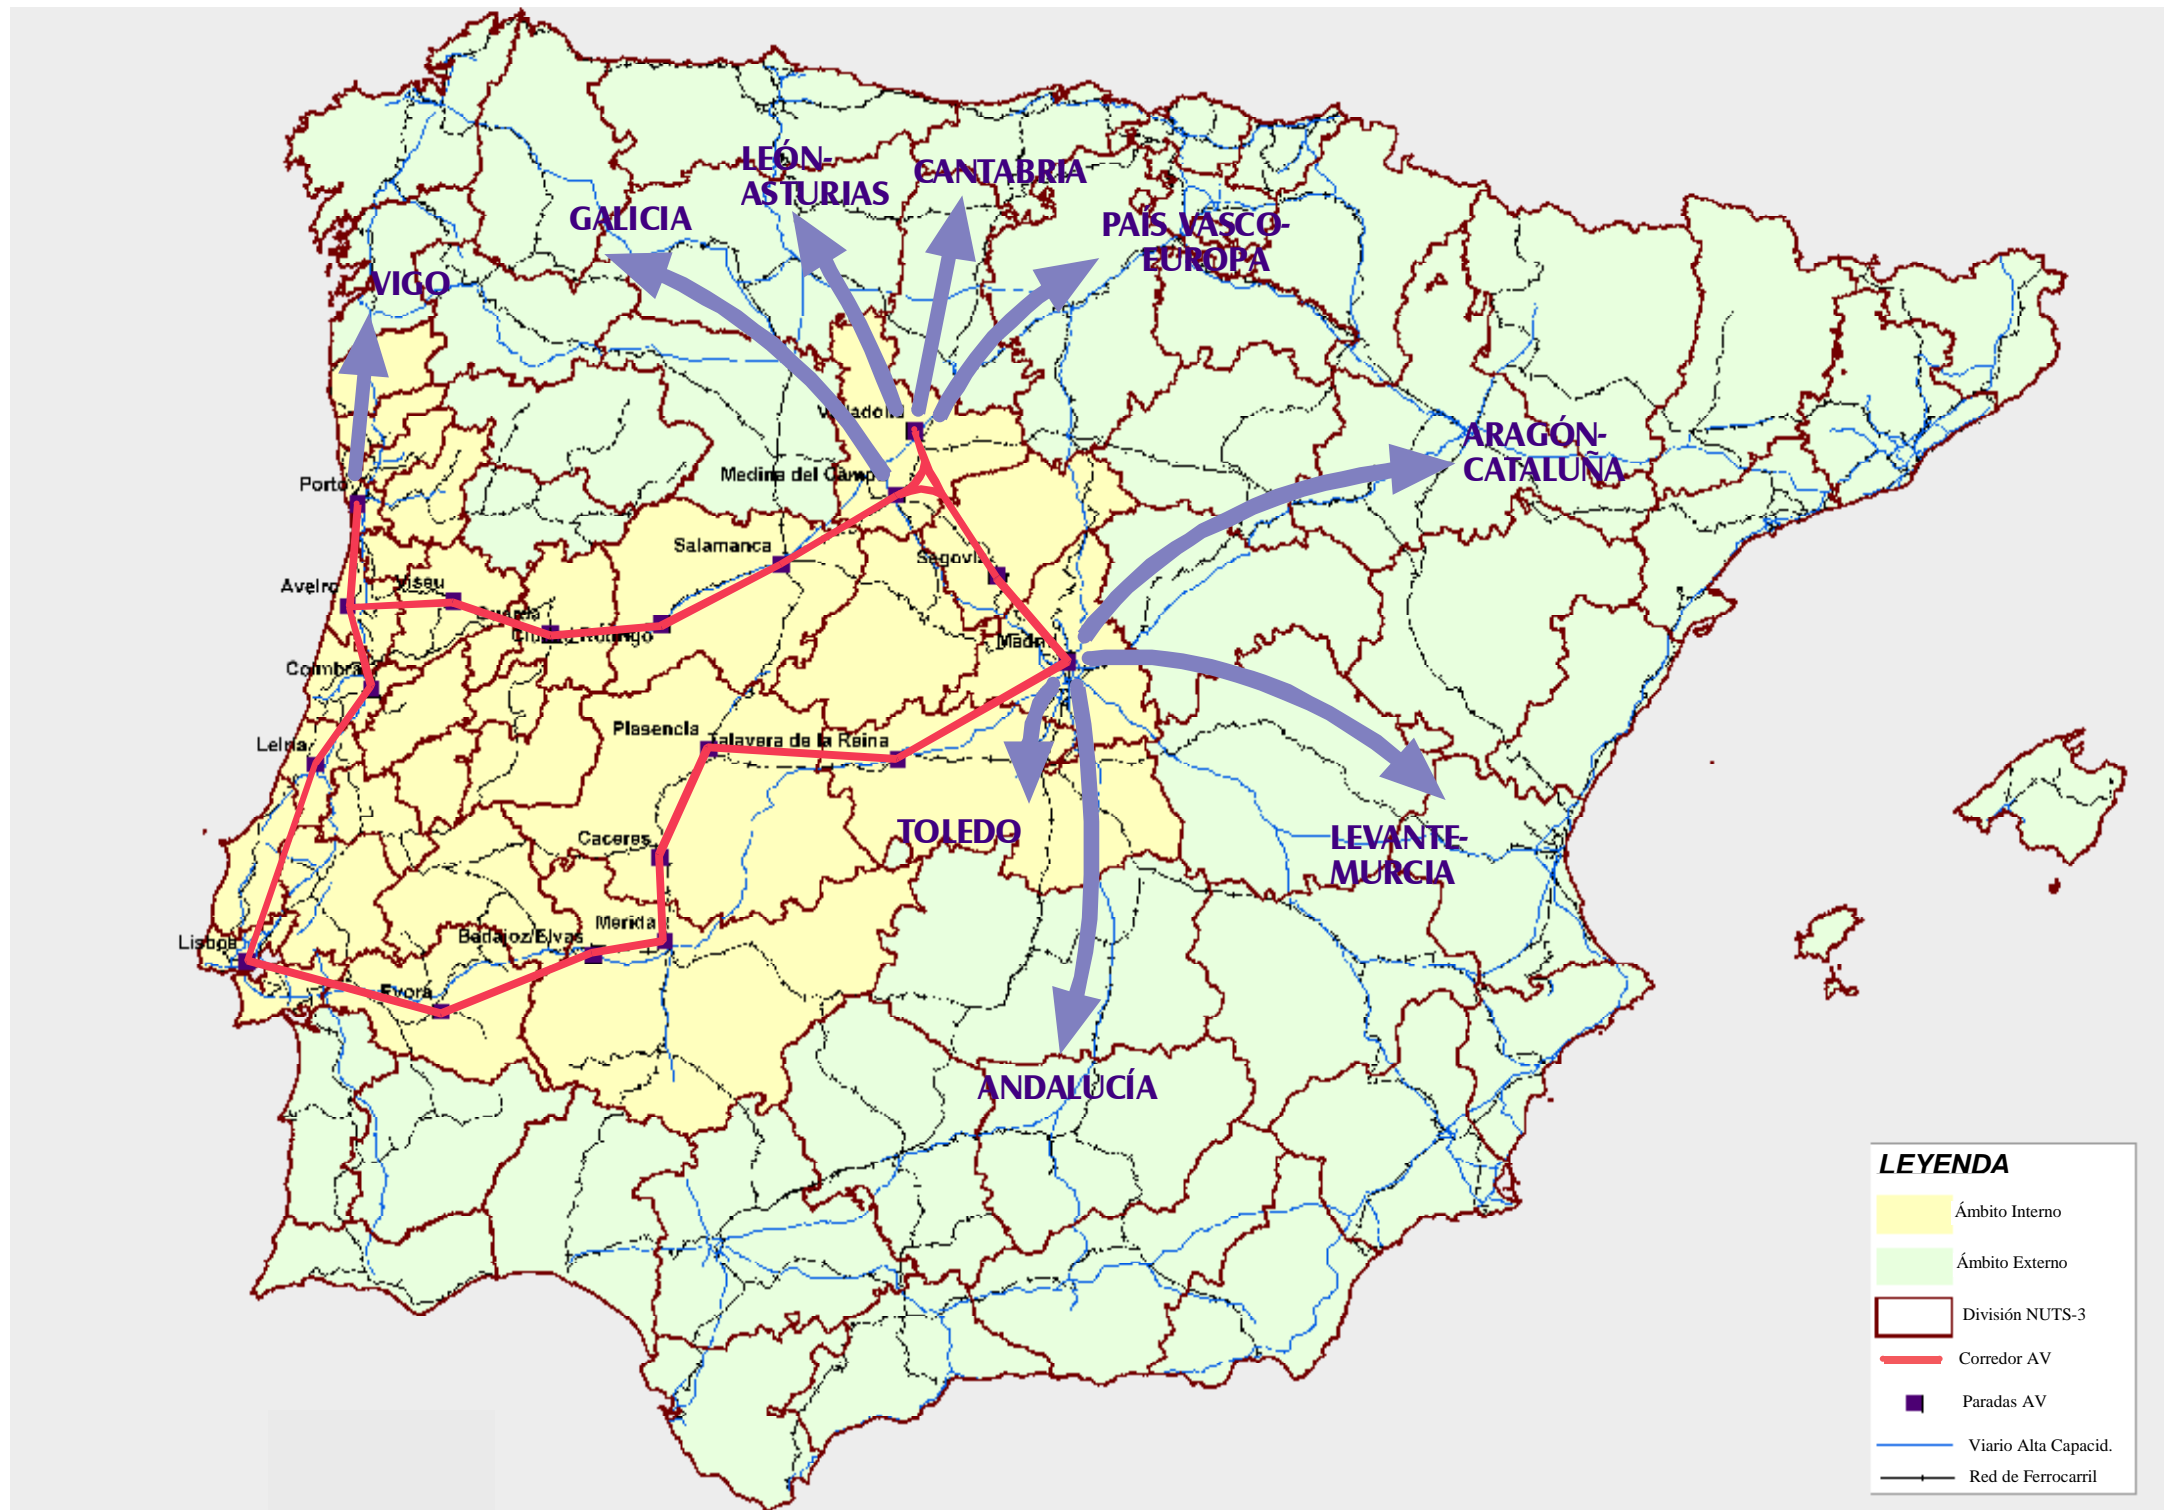 LEÓN-
ASTURIAS
CANTABRIA
GALICIA
PAÍS VASCO-
EUROPA
VIGO
ARAGÓN-
CATALUÑA
Medina del Campo
Porto
Salamanca
Segovia
Aveiro
Viseu
Coimbra
Madrid
Leiria
Plasencia
Talavera de la Reina
TOLEDO
LEVANTE-
MURCIA
Caceres
Merida
Badajoz/Elvas
Lisboa
Evora
ANDALUCÍA
LEYENDA
Ámbito Interno
Ámbito Externo
División NUTS-3
Corredor AV
Paradas AV
Viario Alta Capacid.
Red de Ferrocarril